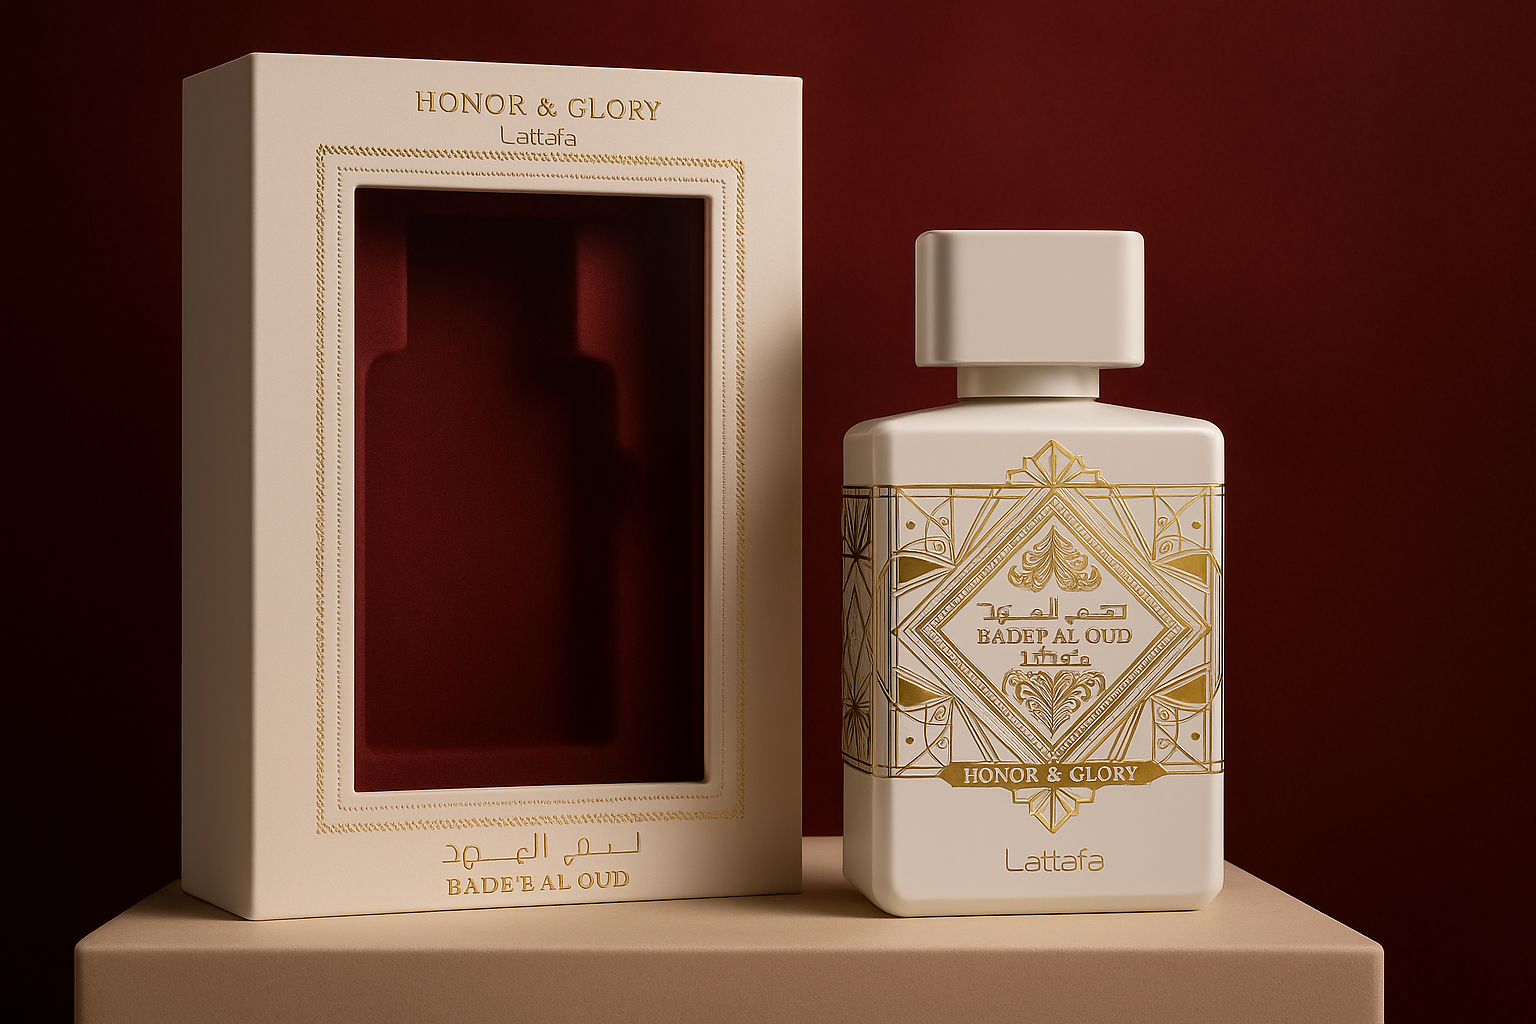 HONOR & GLORY
Lattafa
BADE'E AL OUD
BADEP AL OUD
HONOR & GLORY
Lattafa